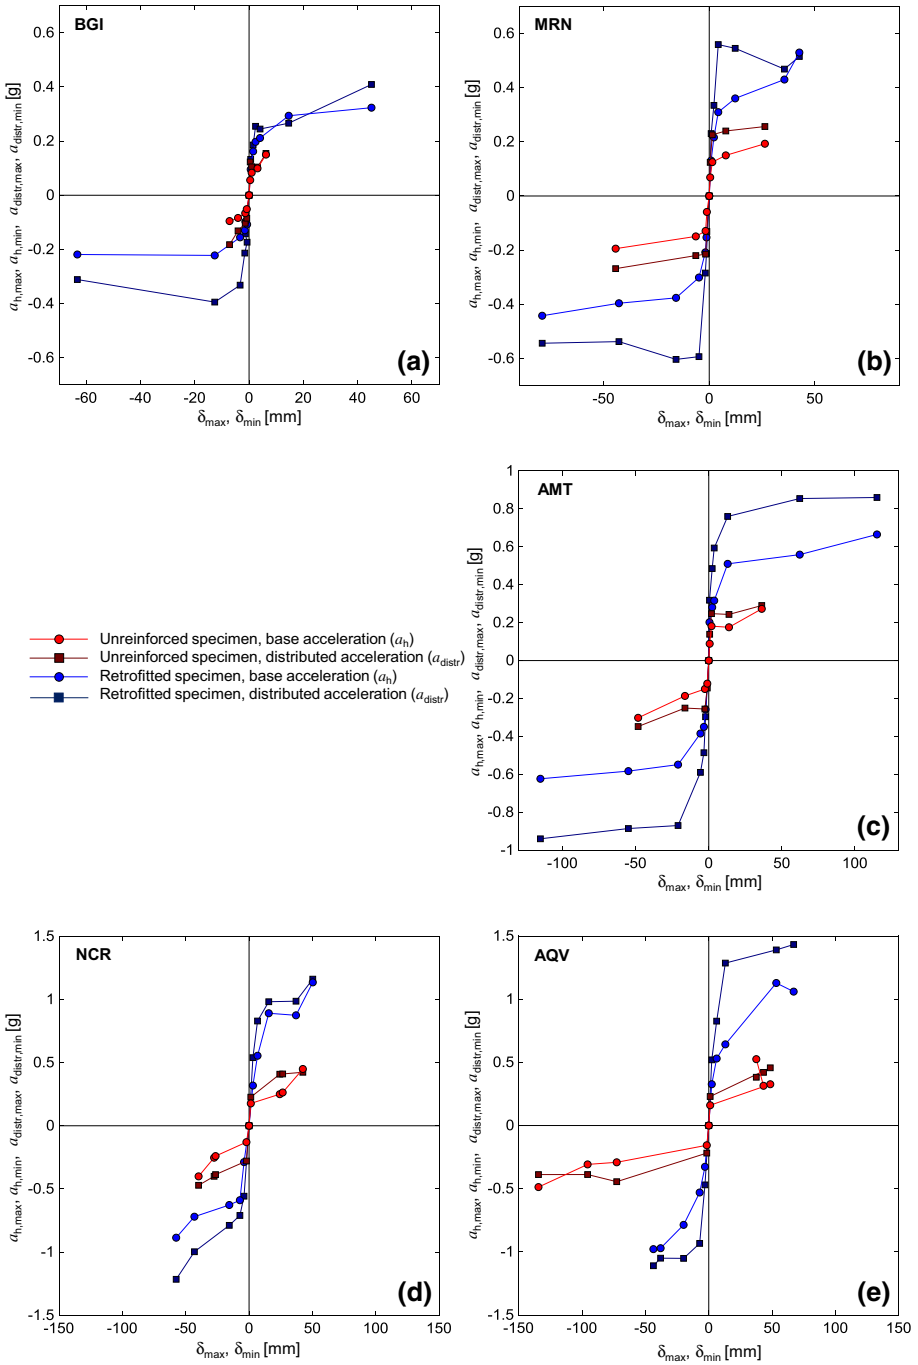 BGI
0.6
0.4
0.2
0
-0.2
-0.4
-0.6
-60 -40 -20 0 20 40 60
a_h,max, a_h,min, a_distr,max, a_distr,min [g]
δ_max, δ_min [mm]
(a)
MRN
0.6
0.4
0.2
0
-0.2
-0.4
-0.6
-50 0 50
a_h,max, a_h,min, a_distr,max, a_distr,min [g]
δ_max, δ_min [mm]
(b)
AMT
1
0.8
0.6
0.4
0.2
0
-0.2
-0.4
-0.6
-0.8
-1
-100 -50 0 50 100
a_h,max, a_h,min, a_distr,max, a_distr,min [g]
δ_max, δ_min [mm]
(c)
Unreinforced specimen, base acceleration (a_h)
Unreinforced specimen, distributed acceleration (a_distr)
Retrofitted specimen, base acceleration (a_h)
Retrofitted specimen, distributed acceleration (a_distr)
NCR
1.5
1
0.5
0
-0.5
-1
-1.5
-150 -100 -50 0 50 100 150
a_h,max, a_h,min, a_distr,max, a_distr,min [g]
δ_max, δ_min [mm]
(d)
AQV
1.5
1
0.5
0
-0.5
-1
-1.5
-150 -100 -50 0 50 100 150
a_h,max, a_h,min, a_distr,max, a_distr,min [g]
δ_max, δ_min [mm]
(e)